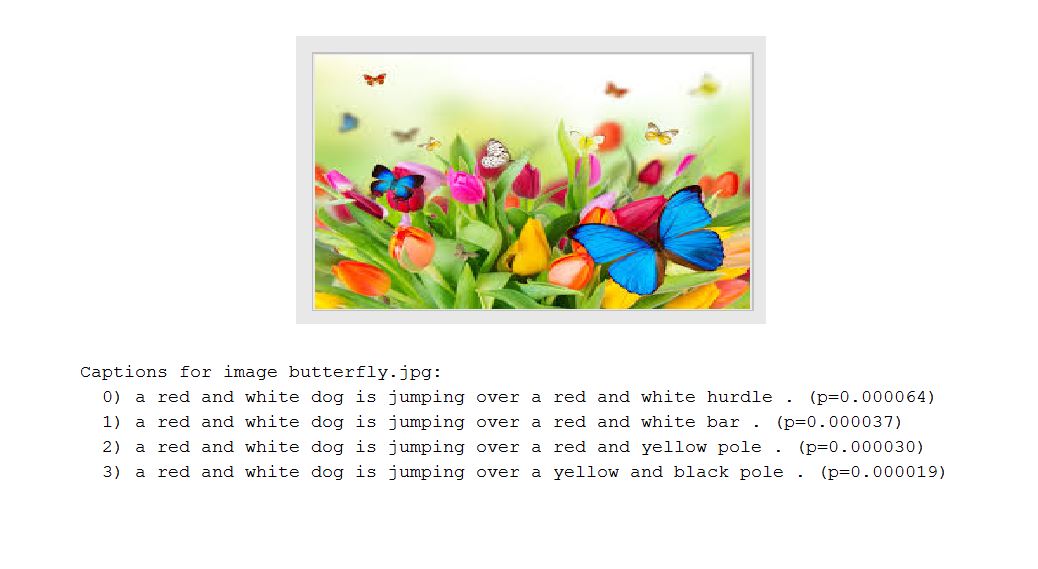 Captions for image butterfly.jpg:
0) a red and white dog is jumping over a red and white hurdle . (p=0.000064)
1) a red and white dog is jumping over a red and white bar . (p=0.000037)
2) a red and white dog is jumping over a red and yellow pole . (p=0.000030)
3) a red and white dog is jumping over a yellow and black pole . (p=0.000019)